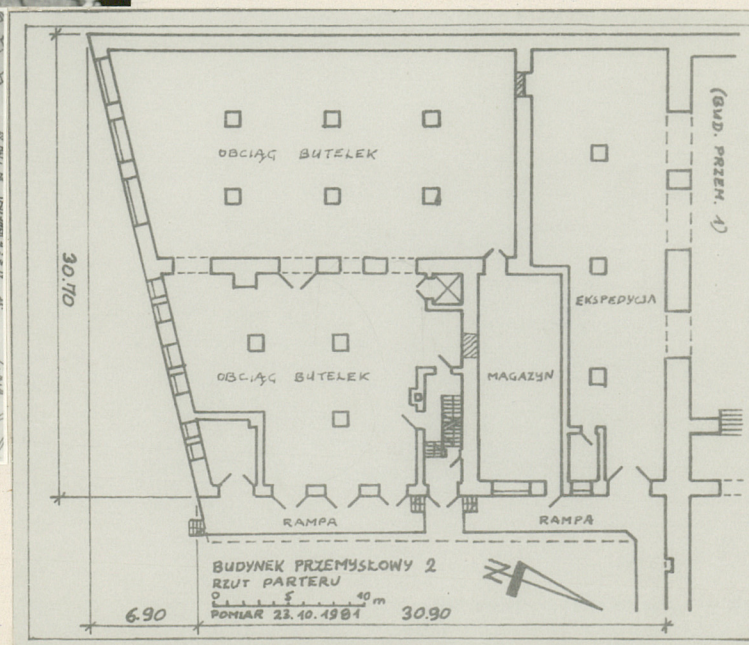 OBCIĄG BUTELEK
(BUD. PRZEM. 1)
30.70
EKSPEDYCJA
OBCIĄG BUTELEK
MAGAZYN
RAMPA
RAMPA
BUDYNEK PRZEMYSŁOWY 2
RZUT PARTERU
0 5 10 m
POMIAR 23.10.1981
6.90
30.90
N